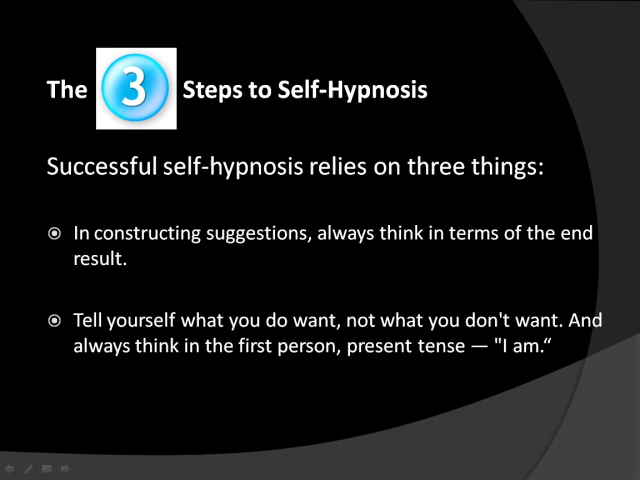 The 3 Steps to Self-Hypnosis
Successful self-hypnosis relies on three things:
In constructing suggestions, always think in terms of the end
result.
Tell yourself what you do want, not what you don't want. And
always think in the first person, present tense — "I am.“